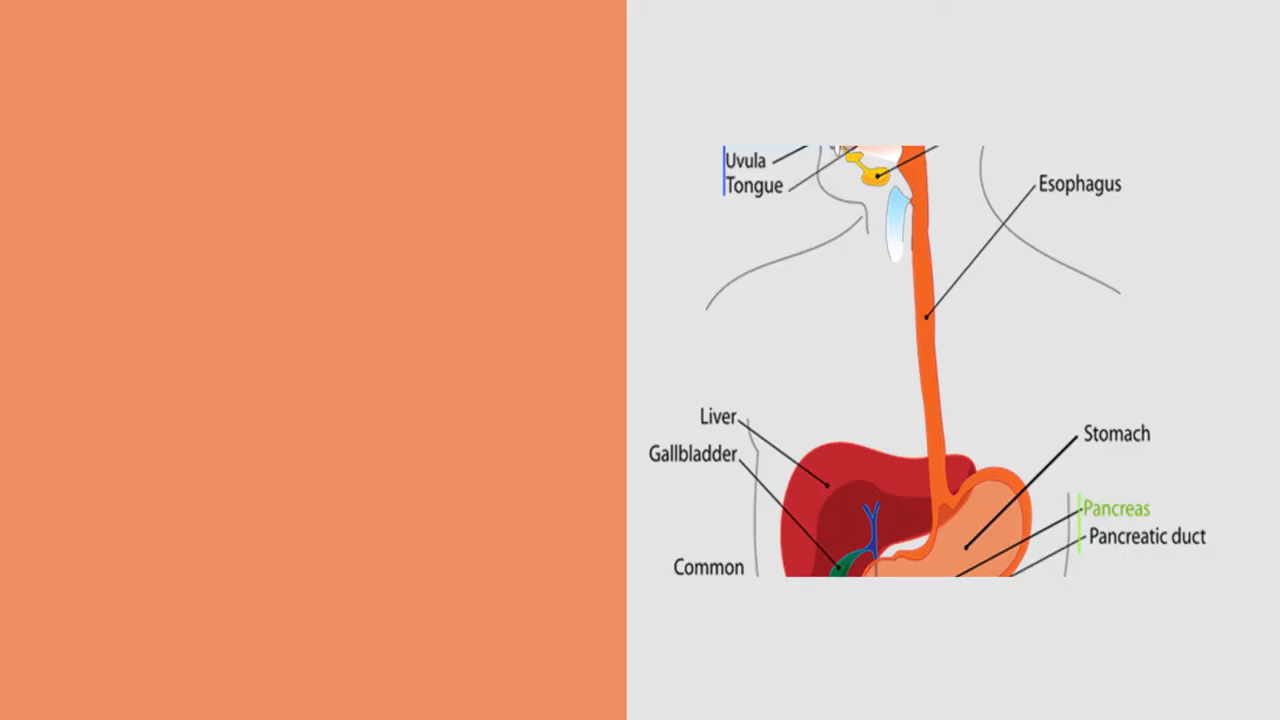 Uvula
Tongue
Esophagus
Liver
Gallbladder
Stomach
Pancreas
Pancreatic duct
Common